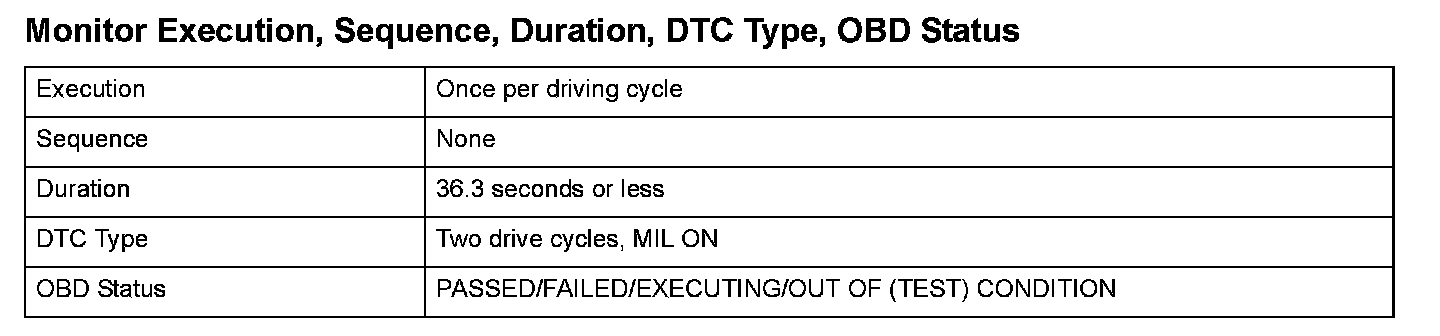 Monitor Execution, Sequence, Duration, DTC Type, OBD Status
Execution Once per driving cycle
Sequence None
Duration 36.3 seconds or less
DTC Type Two drive cycles, MIL ON
OBD Status PASSED/FAILED/EXECUTING/OUT OF (TEST) CONDITION